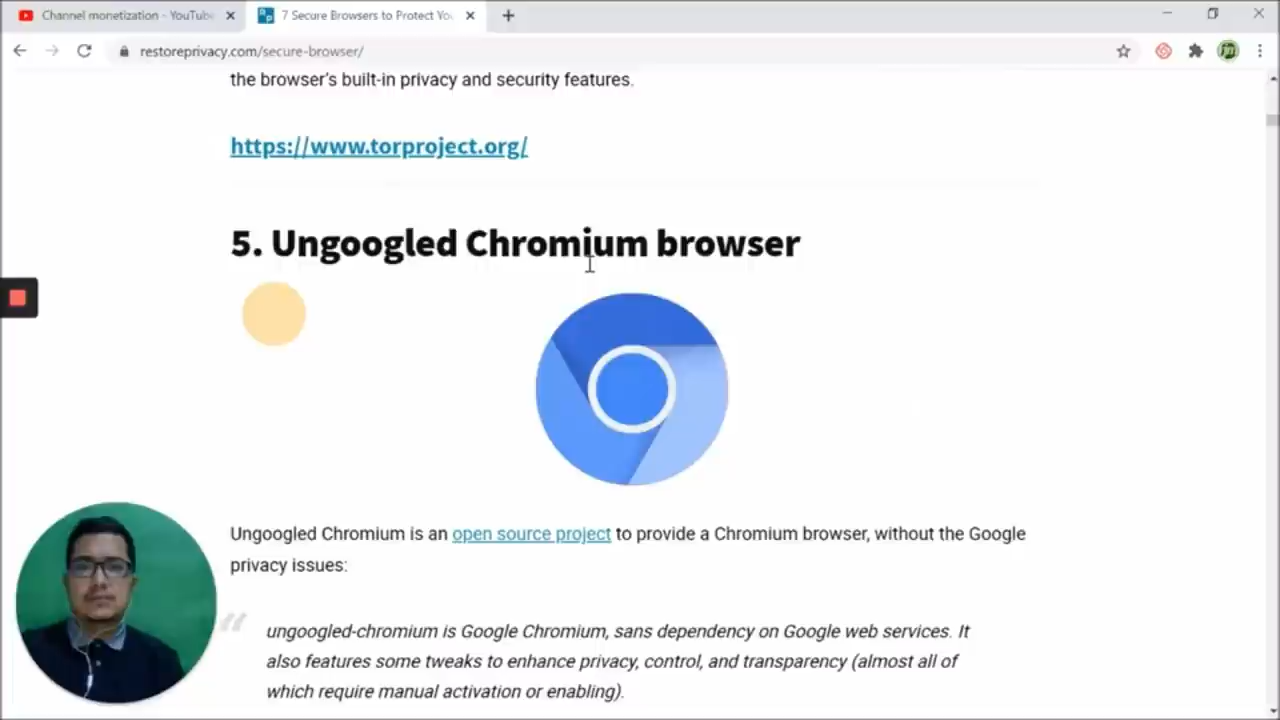 Channel monetization - YouTube
7 Secure Browsers to Protect You
restoreprivacy.com/secure-browser/
the browser's built-in privacy and security features.
https://www.torproject.org/
5. Ungoogled Chromium browser
Ungoogled Chromium is an open source project to provide a Chromium browser, without the Google
privacy issues:
“
ungoogled-chromium is Google Chromium, sans dependency on Google web services. It
also features some tweaks to enhance privacy, control, and transparency (almost all of
which require manual activation or enabling).